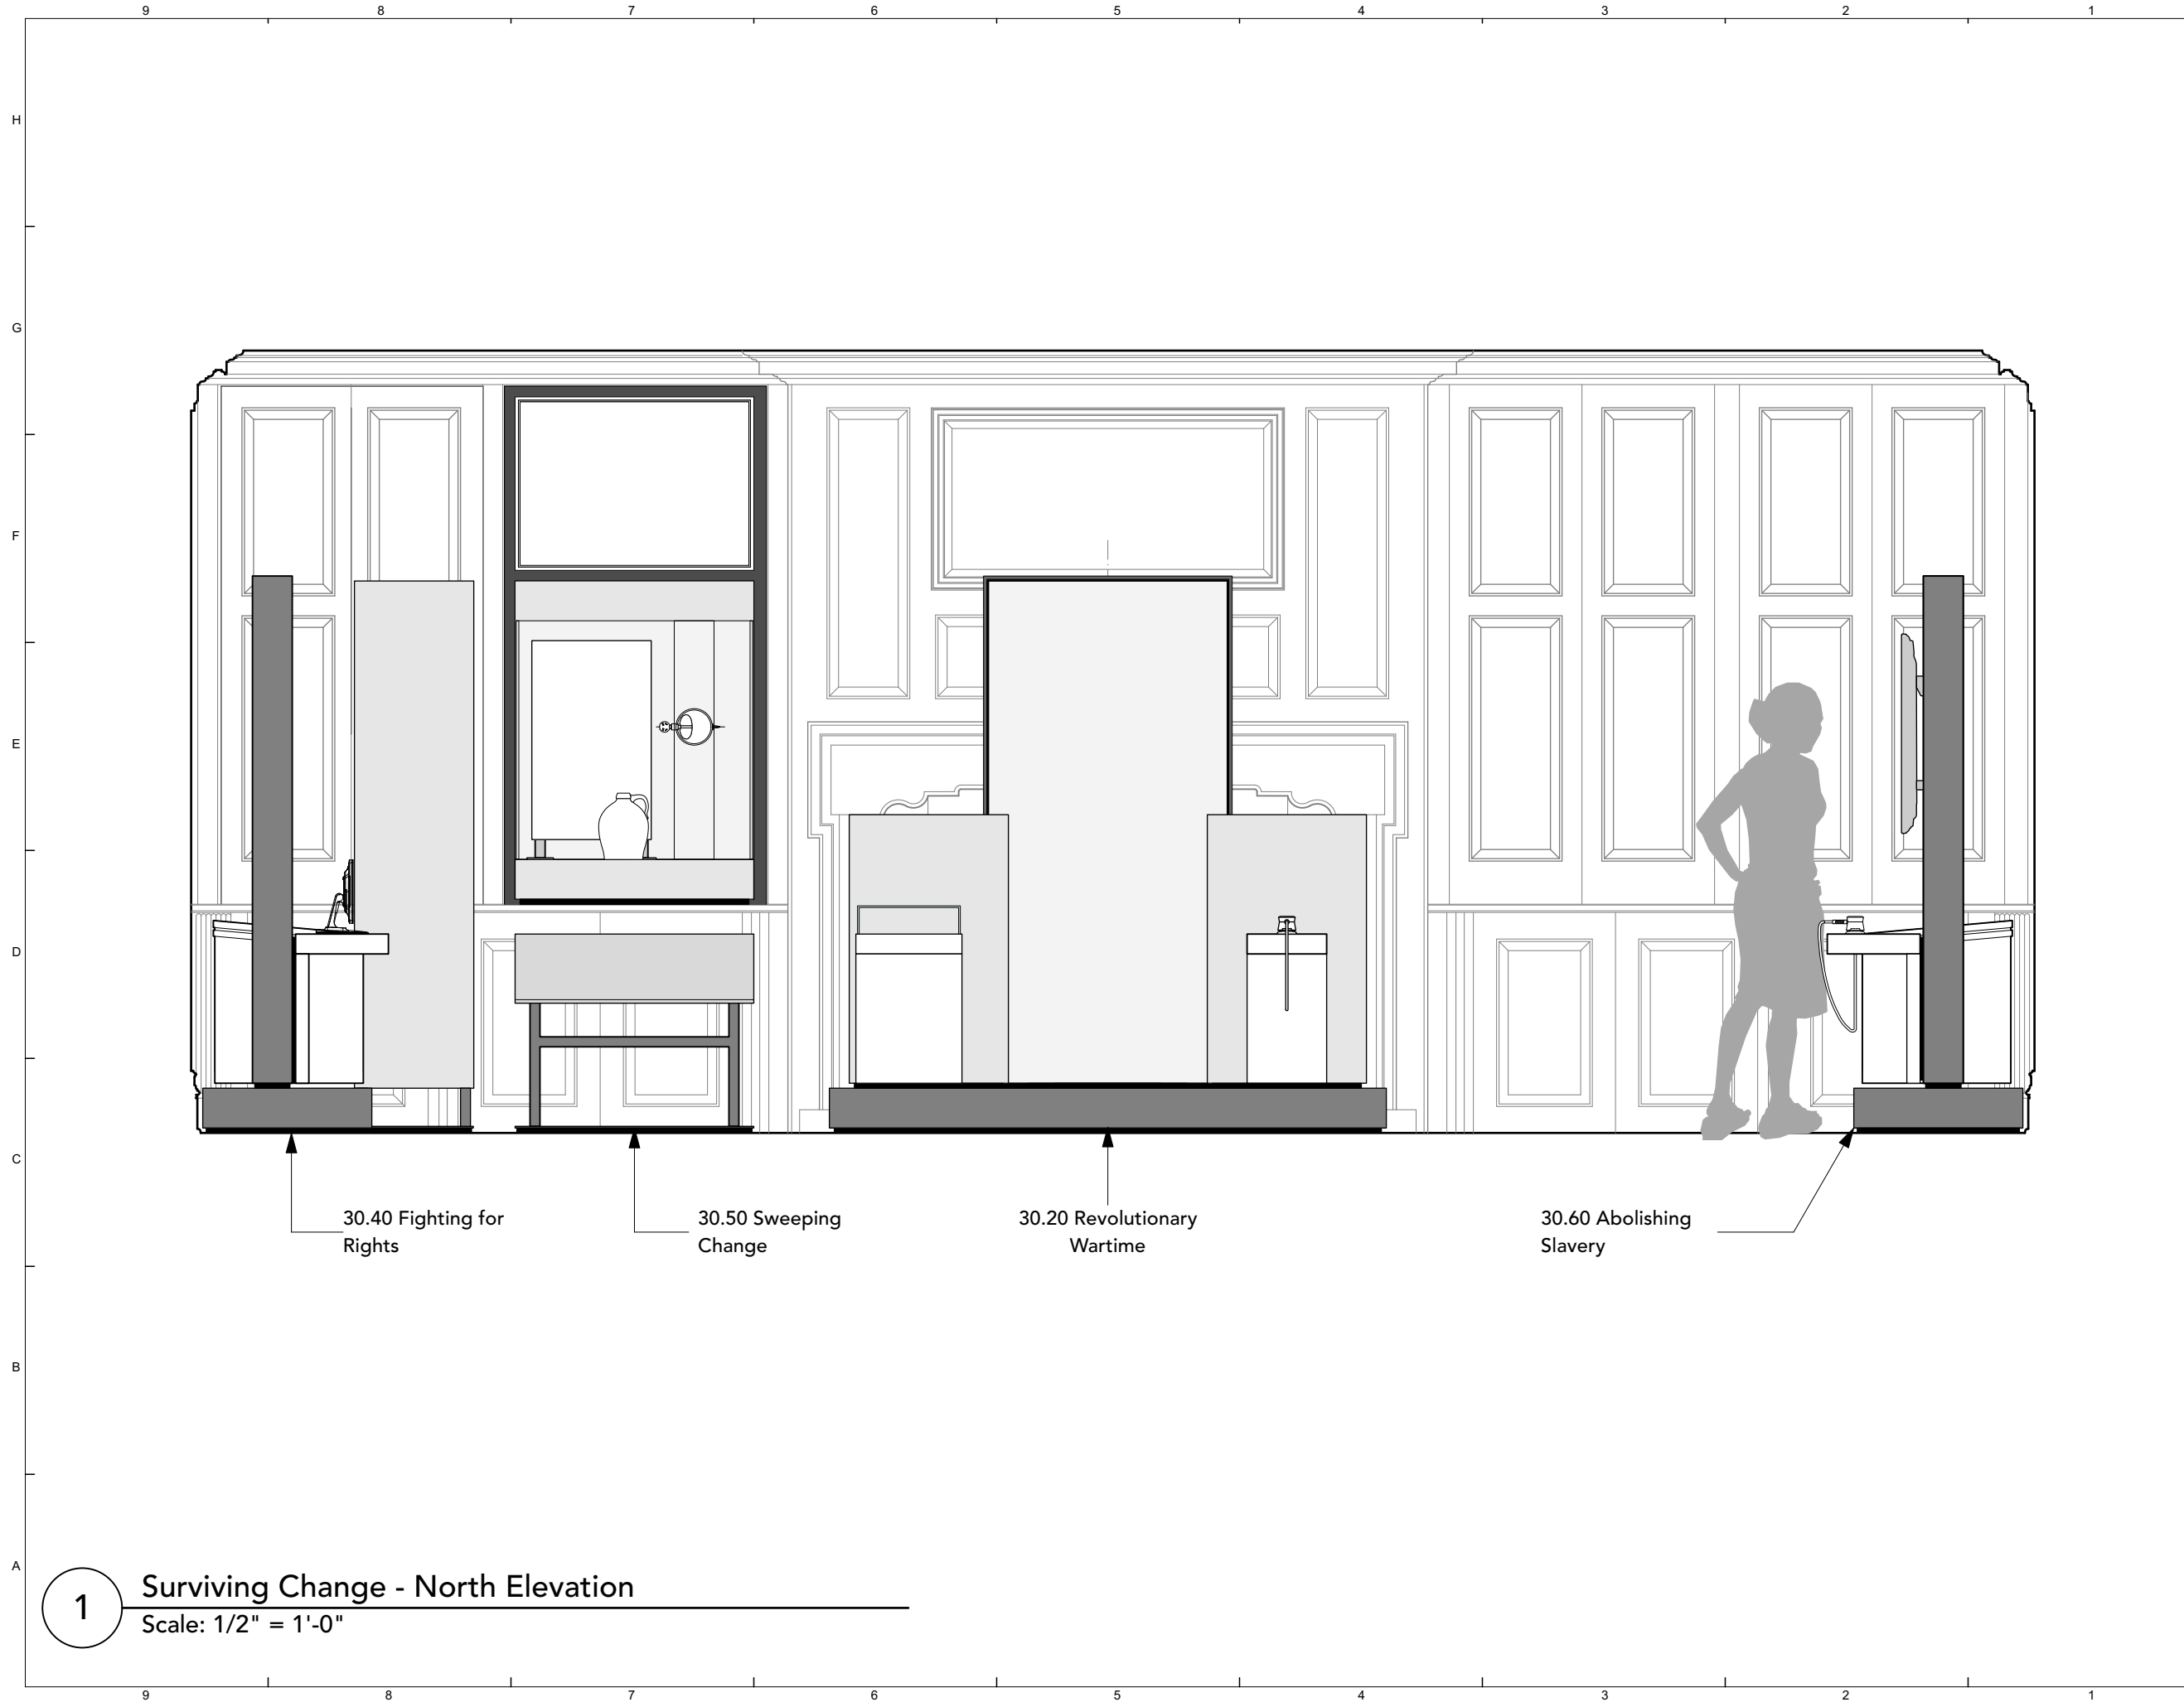 9 8 7 6 5 4 3 2 1
H
G
F
E
D
C
B
A
30.40 Fighting for
Rights
30.50 Sweeping
Change
30.20 Revolutionary
Wartime
30.60 Abolishing
Slavery
1
Surviving Change - North Elevation
Scale: 1/2" = 1'-0"
9 8 7 6 5 4 3 2 1